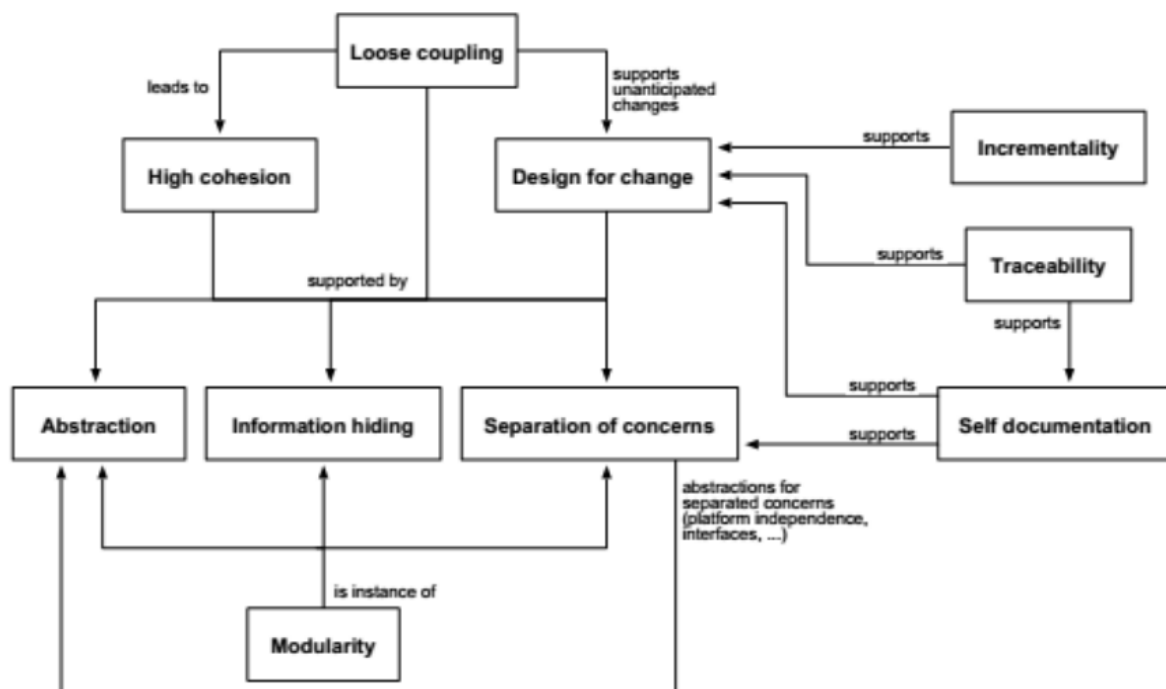 Loose coupling
leads to
supports
unanticipated
changes
supports
Incrementality
High cohesion
Design for change
supports
Traceability
supported by
supports
Abstraction
Information hiding
Separation of concerns
supports
supports
Self documentation
abstractions for
separated concerns
(platform independence,
interfaces, ...)
is instance of
Modularity